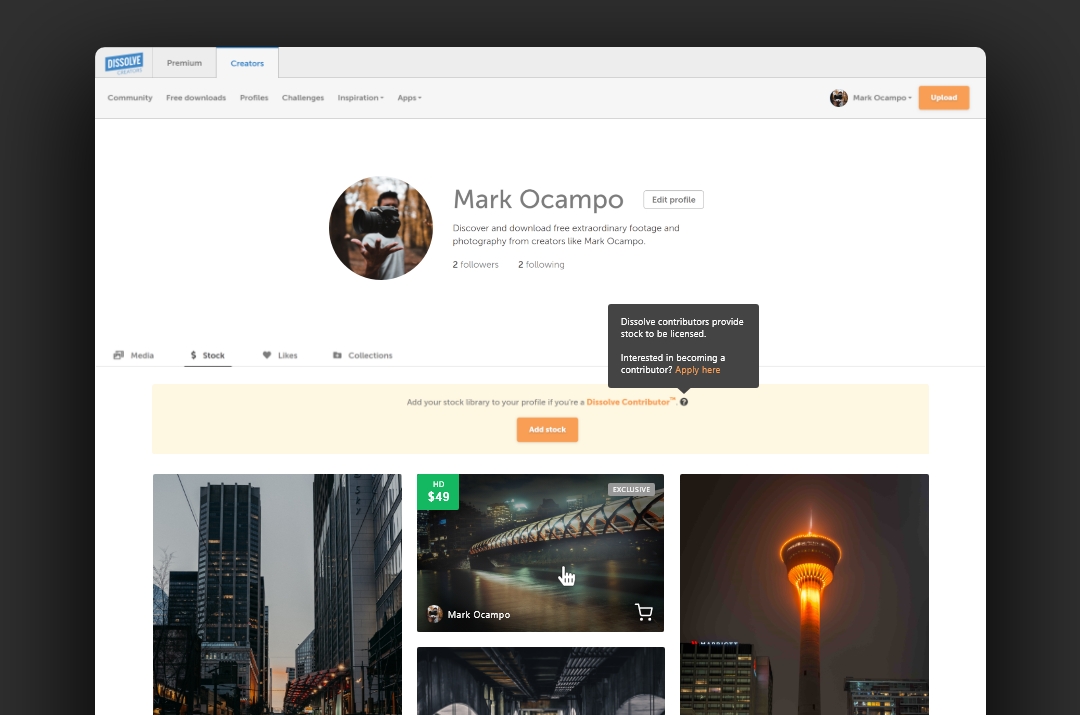 DISSOLVE
CREATORS
Premium
Creators
Community
Free downloads
Profiles
Challenges
Inspiration
Apps
Mark Ocampo
Upload
Mark Ocampo
Edit profile
Discover and download free extraordinary footage and
photography from creators like Mark Ocampo.
2 followers
2 following
Dissolve contributors provide
stock to be licensed.
Interested in becoming a
contributor? Apply here
Media
$ Stock
Likes
Collections
Add your stock library to your profile if you're a Dissolve Contributor™ ?
Add stock
HD
$49
EXCLUSIVE
Mark Ocampo
MARRIOTT